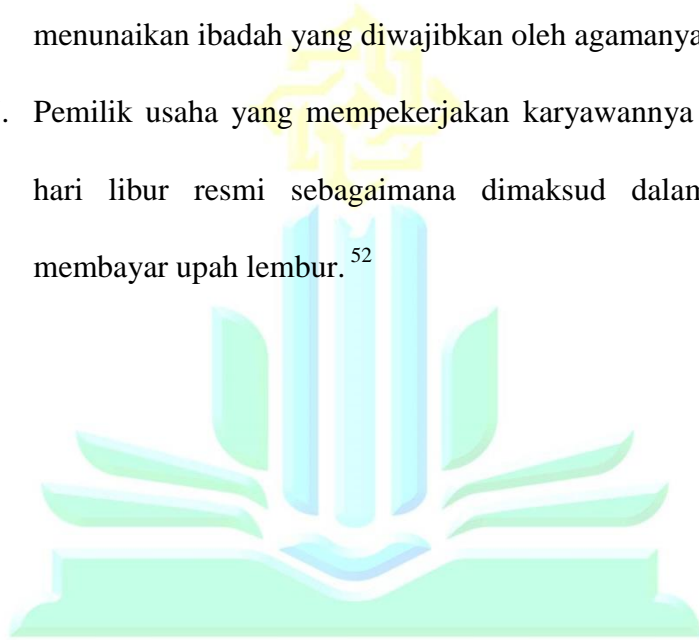 menunaikan ibadah yang diwajibkan oleh agamanya
. Pemilik usaha yang mempekerjakan karyawannya
hari libur resmi sebagaimana dimaksud dalam
membayar upah lembur. 52